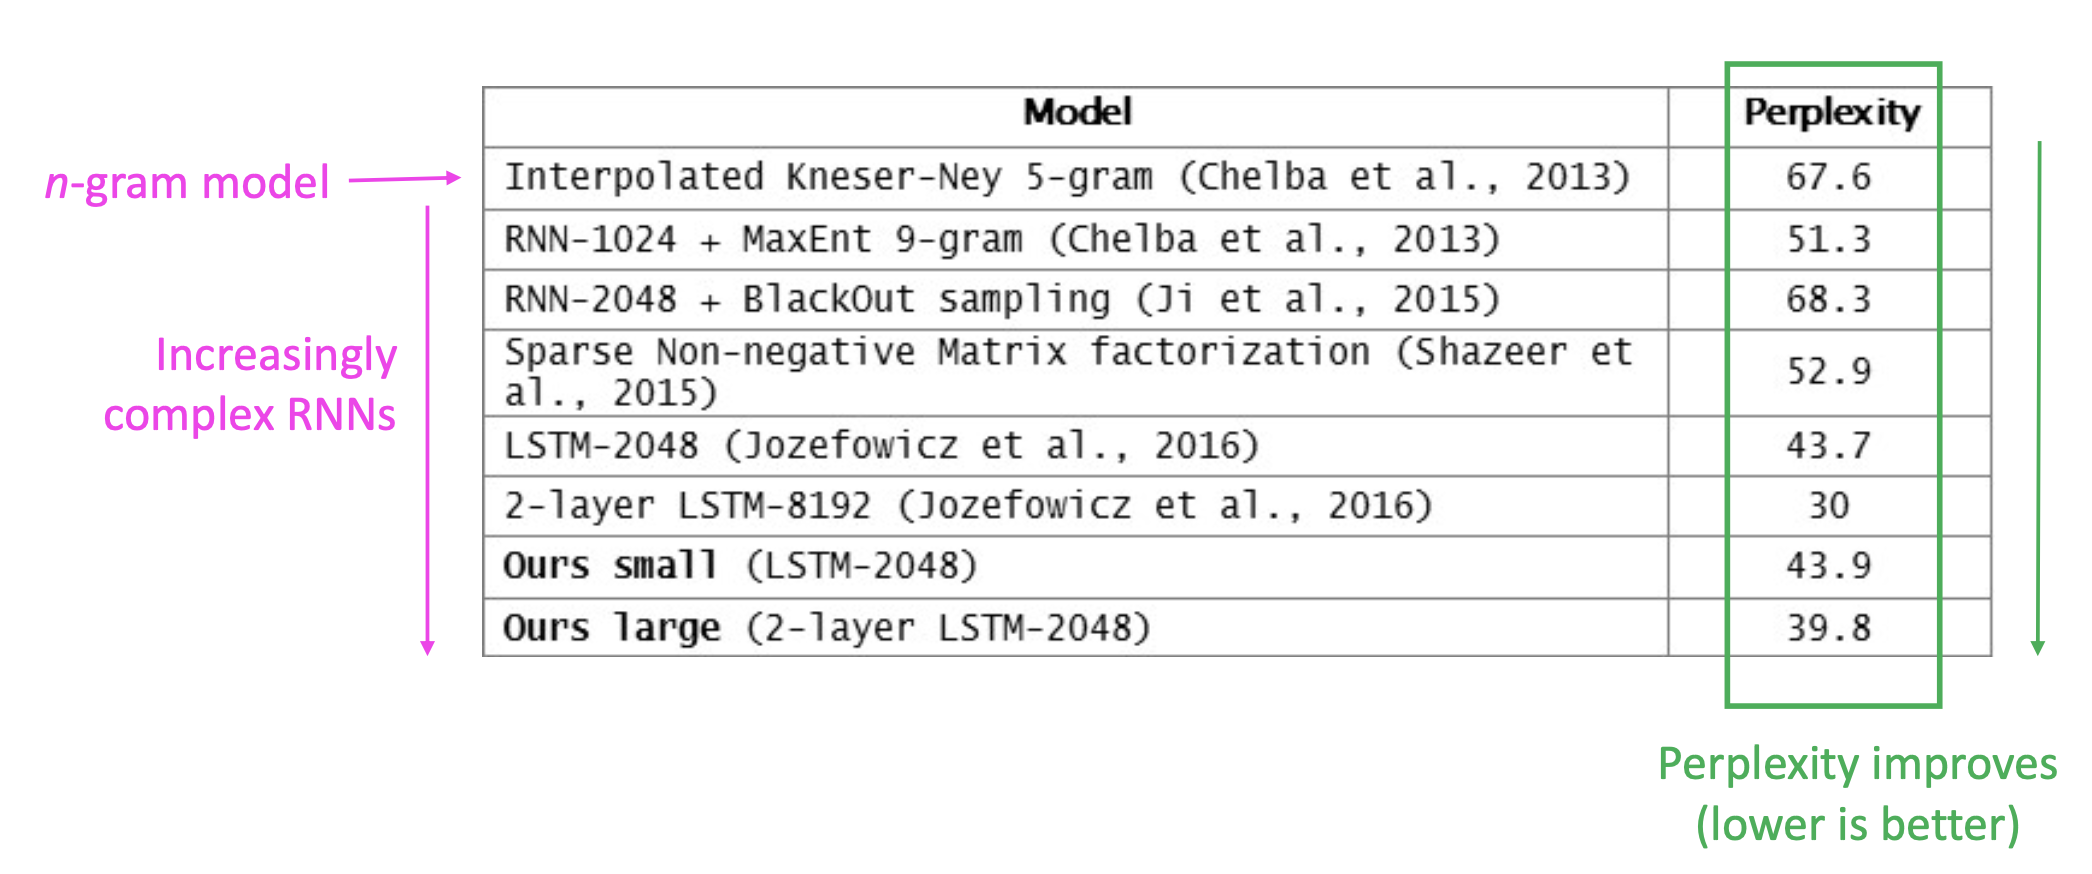 Model Perplexity
n-gram model
Interpolated Kneser-Ney 5-gram (Chelba et al., 2013) 67.6
RNN-1024 + MaxEnt 9-gram (Chelba et al., 2013) 51.3
RNN-2048 + BlackOut sampling (Ji et al., 2015) 68.3
Increasingly
complex RNNs
Sparse Non-negative Matrix factorization (Shazeer et
al., 2015) 52.9
LSTM-2048 (Jozefowicz et al., 2016) 43.7
2-layer LSTM-8192 (Jozefowicz et al., 2016) 30
Ours small (LSTM-2048) 43.9
Ours large (2-layer LSTM-2048) 39.8
Perplexity improves
(lower is better)